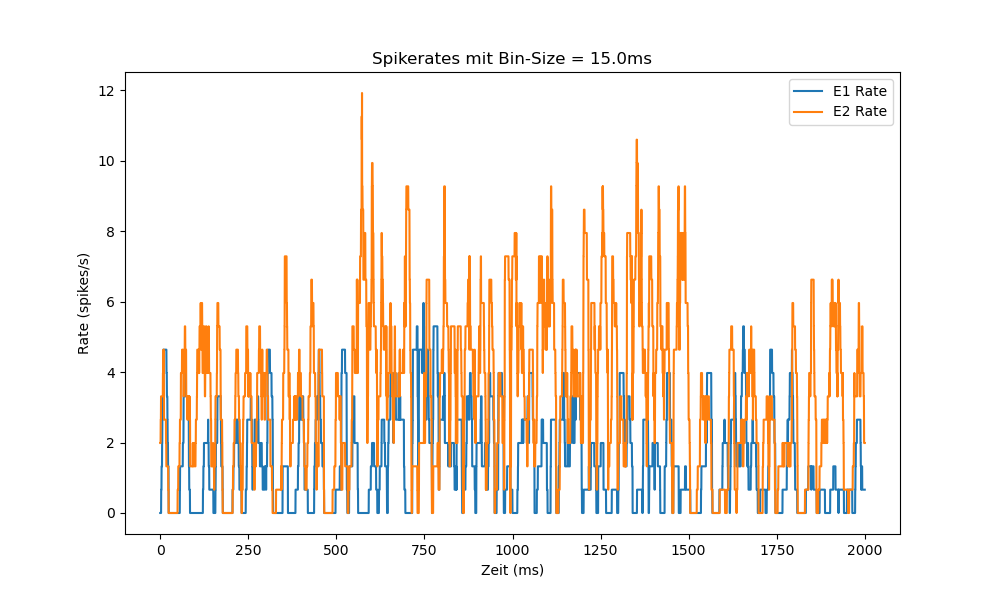 Spikerates mit Bin-Size = 15.0ms
E1 Rate
E2 Rate
Rate (spikes/s)
12
10
8
6
4
2
0
0 250 500 750 1000 1250 1500 1750 2000
Zeit (ms)